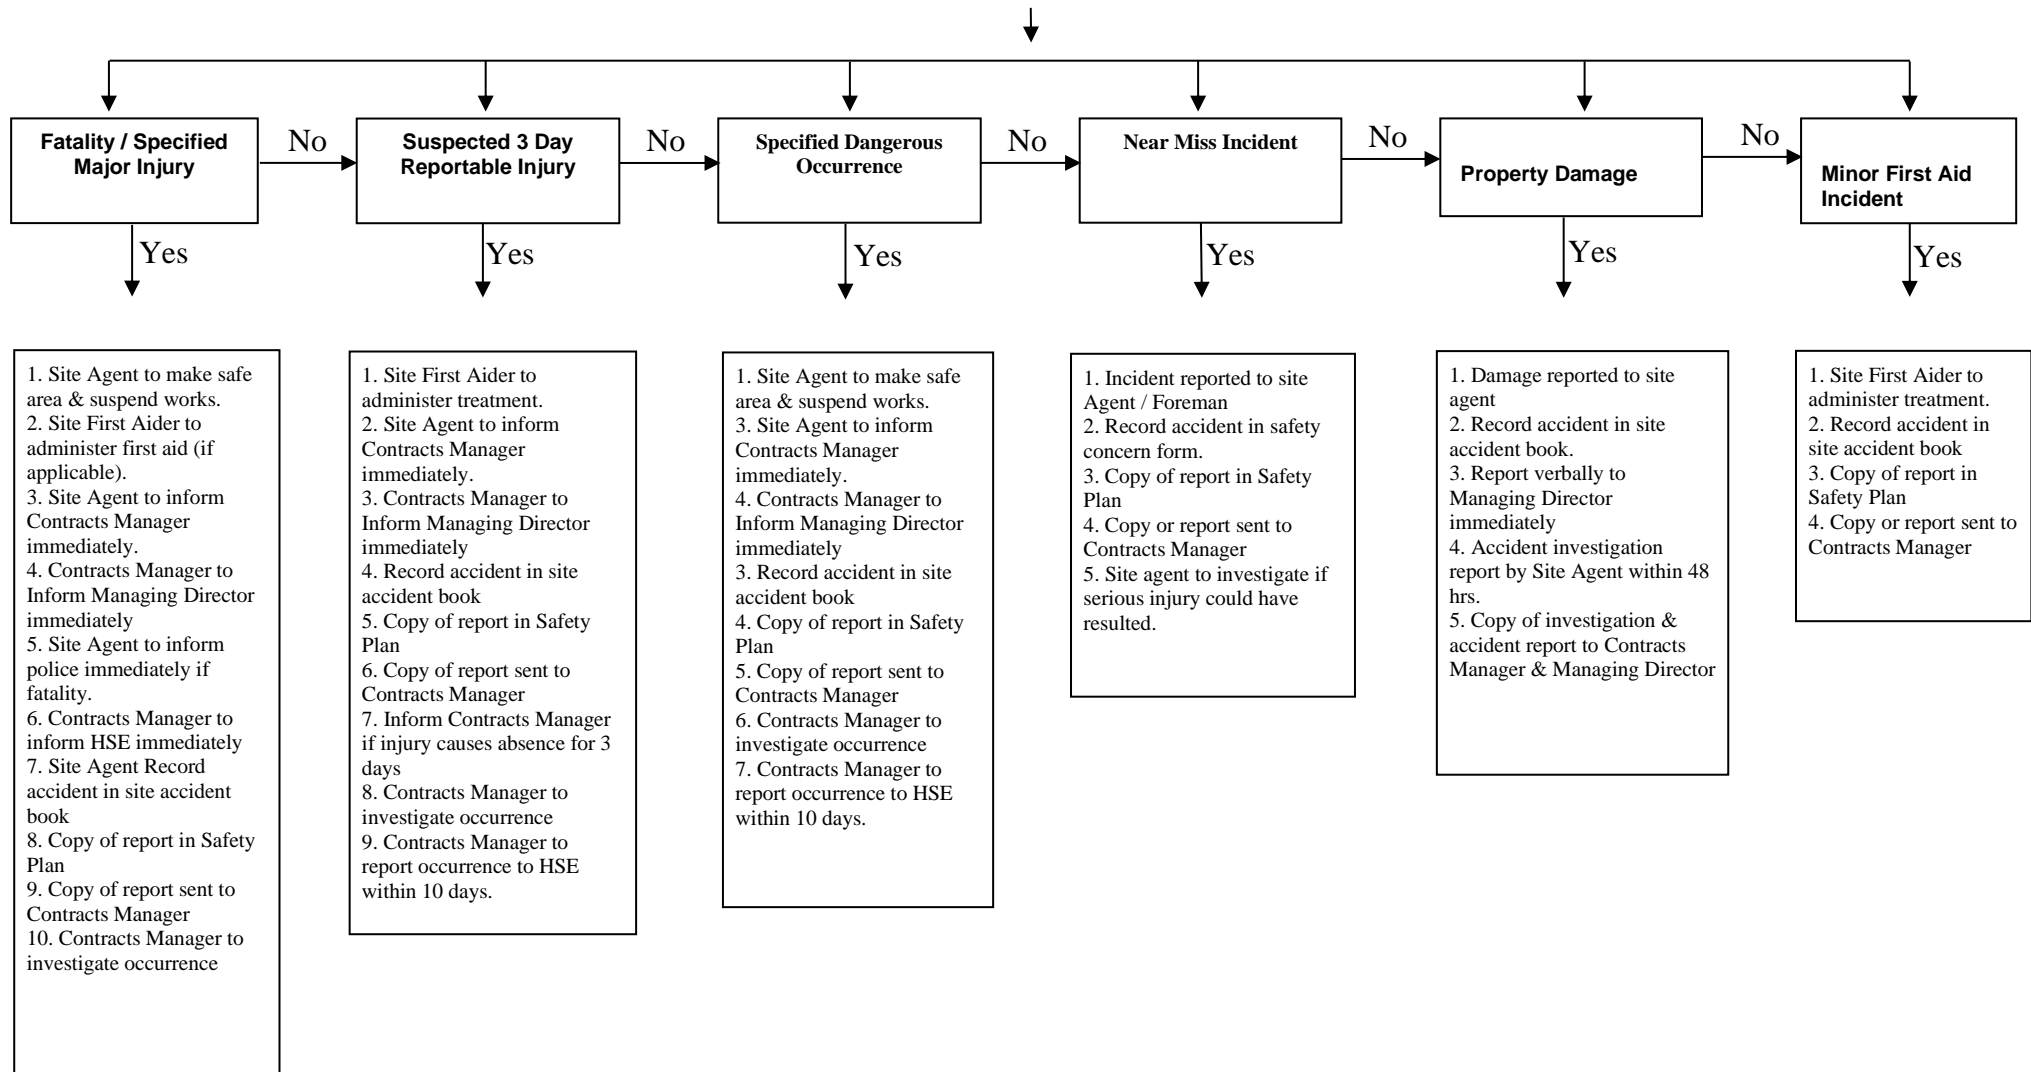 Fatality / Specified
Major Injury
No
Suspected 3 Day
Reportable Injury
No
Specified Dangerous
Occurrence
No
Near Miss Incident
No
Property Damage
No
Minor First Aid
Incident
Yes
Yes
Yes
Yes
Yes
Yes
1. Site Agent to make safe
area & suspend works.
2. Site First Aider to
administer first aid (if
applicable).
3. Site Agent to inform
Contracts Manager
immediately.
4. Contracts Manager to
Inform Managing Director
immediately
5. Site Agent to inform
police immediately if
fatality.
6. Contracts Manager to
inform HSE immediately
7. Site Agent Record
accident in site accident
book
8. Copy of report in Safety
Plan
9. Copy of report sent to
Contracts Manager
10. Contracts Manager to
investigate occurrence
1. Site First Aider to
administer treatment.
2. Site Agent to inform
Contracts Manager
immediately.
3. Contracts Manager to
Inform Managing Director
immediately
4. Record accident in site
accident book
5. Copy of report in Safety
Plan
6. Copy of report sent to
Contracts Manager
7. Inform Contracts Manager
if injury causes absence for 3
days
8. Contracts Manager to
investigate occurrence
9. Contracts Manager to
report occurrence to HSE
within 10 days.
1. Site Agent to make safe
area & suspend works.
3. Site Agent to inform
Contracts Manager
immediately.
4. Contracts Manager to
Inform Managing Director
immediately
3. Record accident in site
accident book
4. Copy of report in Safety
Plan
5. Copy of report sent to
Contracts Manager
6. Contracts Manager to
investigate occurrence
7. Contracts Manager to
report occurrence to HSE
within 10 days.
1. Incident reported to site
Agent / Foreman
2. Record accident in safety
concern form.
3. Copy of report in Safety
Plan
4. Copy or report sent to
Contracts Manager
5. Site agent to investigate if
serious injury could have
resulted.
1. Damage reported to site
agent
2. Record accident in site
accident book.
3. Report verbally to
Managing Director
immediately
4. Accident investigation
report by Site Agent within 48
hrs.
5. Copy of investigation &
accident report to Contracts
Manager & Managing Director
1. Site First Aider to
administer treatment.
2. Record accident in
site accident book
3. Copy of report in
Safety Plan
4. Copy or report sent to
Contracts Manager